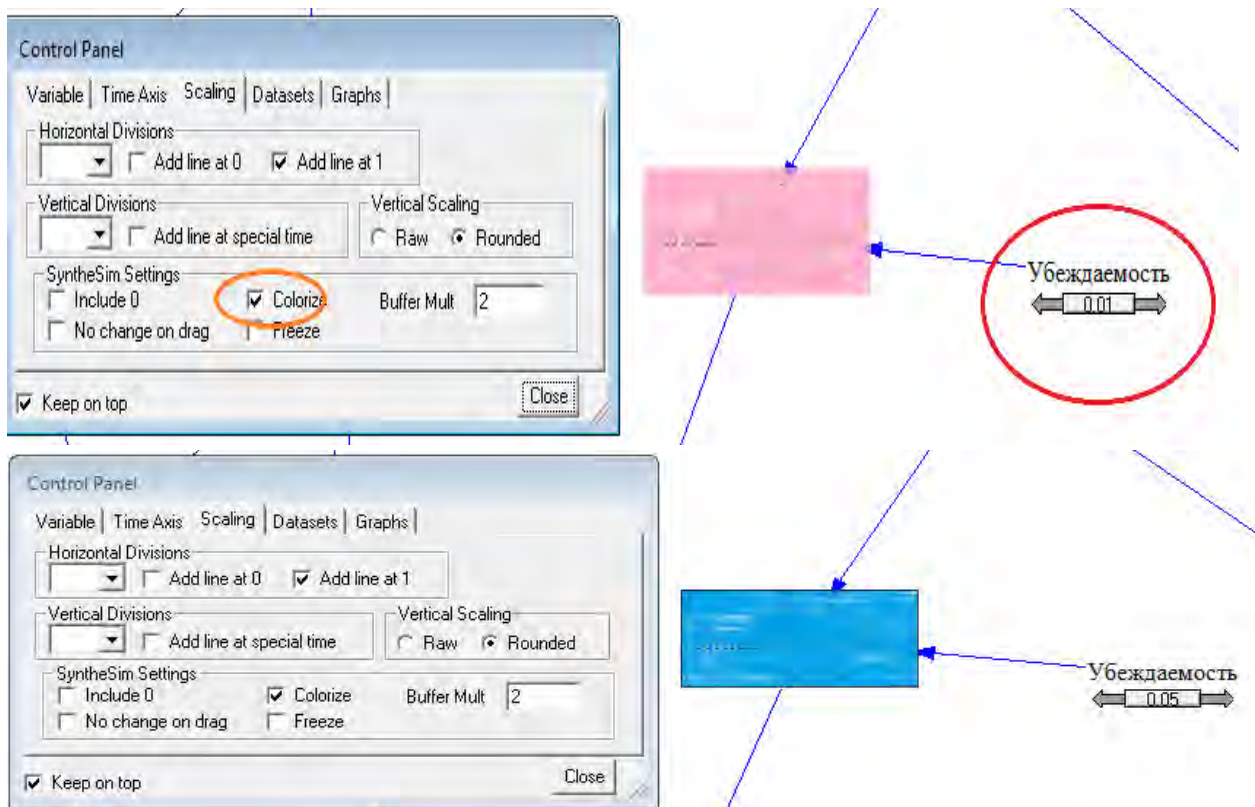 Control Panel
Variable Time Axis Scaling Datasets Graphs
Horizontal Divisions
Add line at 0 Add line at 1
Vertical Divisions Vertical Scaling
Add line at special time Raw Rounded
SyntheSim Settings
Include 0 Colorize Buffer Mult 2
No change on drag Freeze
Keep on top Close
Убеждаемость
0.01
Control Panel
Variable Time Axis Scaling Datasets Graphs
Horizontal Divisions
Add line at 0 Add line at 1
Vertical Divisions Vertical Scaling
Add line at special time Raw Rounded
SyntheSim Settings
Include 0 Colorize Buffer Mult 2
No change on drag Freeze
Keep on top Close
Убеждаемость
0.05